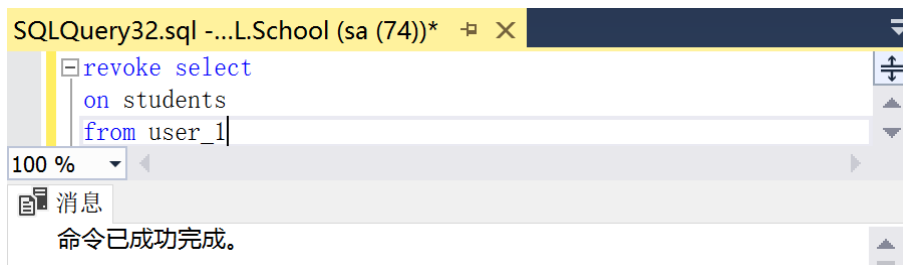 SQLQuery32.sql -...L.School (sa (74))*
revoke select
on students
from user_1
100 %
消息
命令已成功完成。